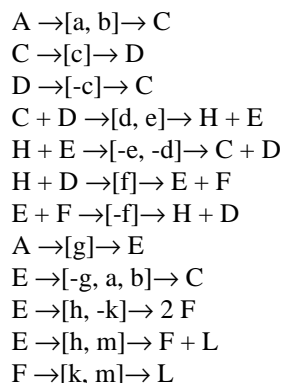 A →[a, b]→ C
C →[c]→ D
D →[-c]→ C
C + D →[d, e]→ H + E
H + E →[-e, -d]→ C + D
H + D →[f]→ E + F
E + F →[-f]→ H + D
A →[g]→ E
E →[-g, a, b]→ C
E →[h, -k]→ 2 F
E →[h, m]→ F + L
F →[k, m]→ L